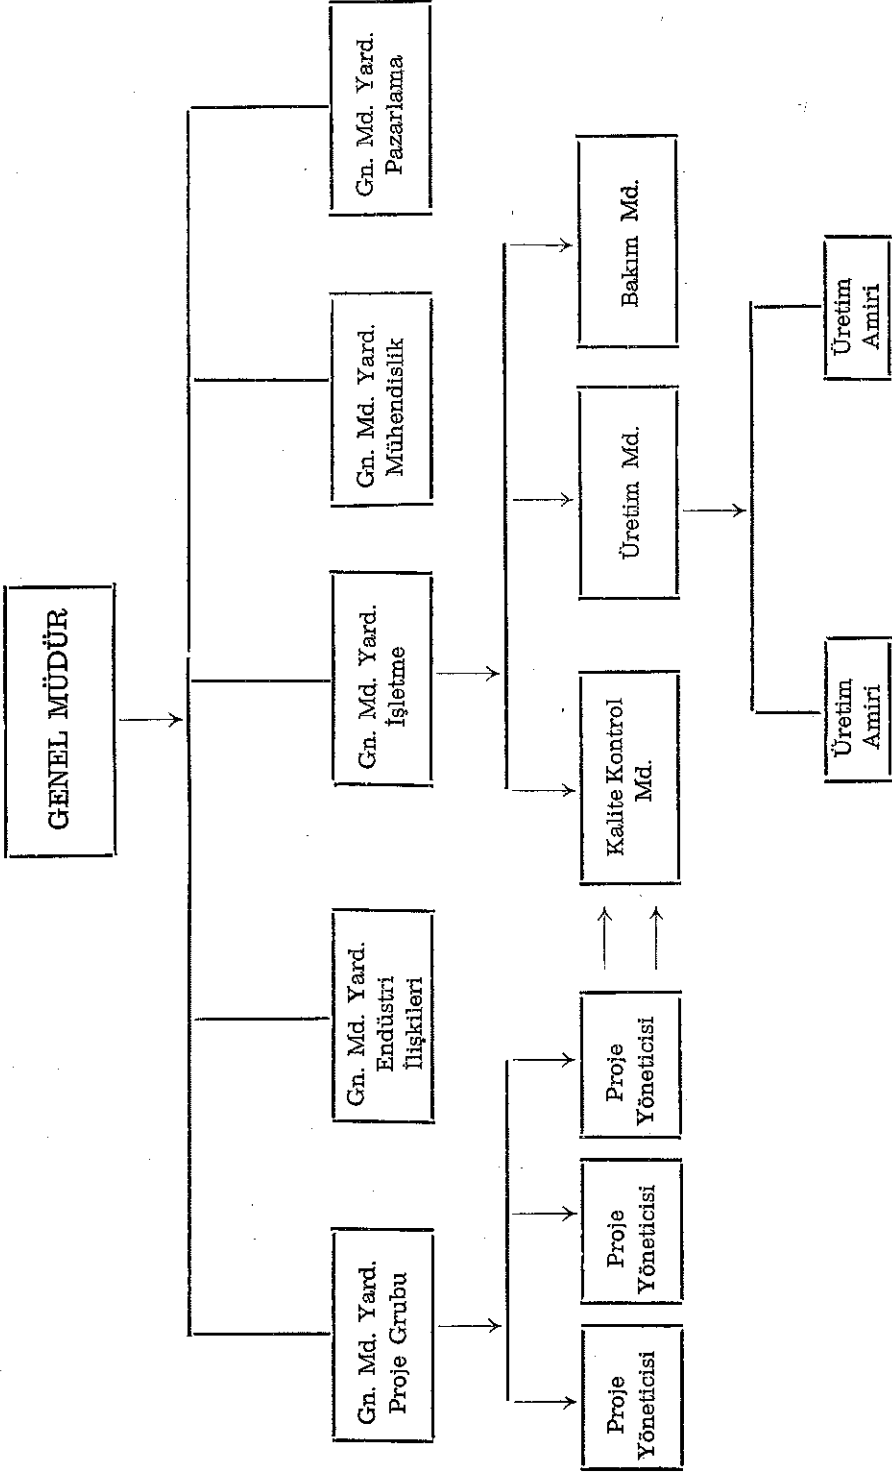 GENEL MÜDÜR
Gn. Md. Yard.
Proje Grubu
Gn. Md. Yard.
Endüstri
İlişkileri
Gn. Md. Yard.
İşletme
Gn. Md. Yard.
Mühendislik
Gn. Md. Yard.
Pazarlama
Proje
Yöneticisi
Proje
Yöneticisi
Proje
Yöneticisi
Kalite Kontrol
Md.
Üretim Md.
Bakım Md.
Üretim
Amiri
Üretim
Amiri